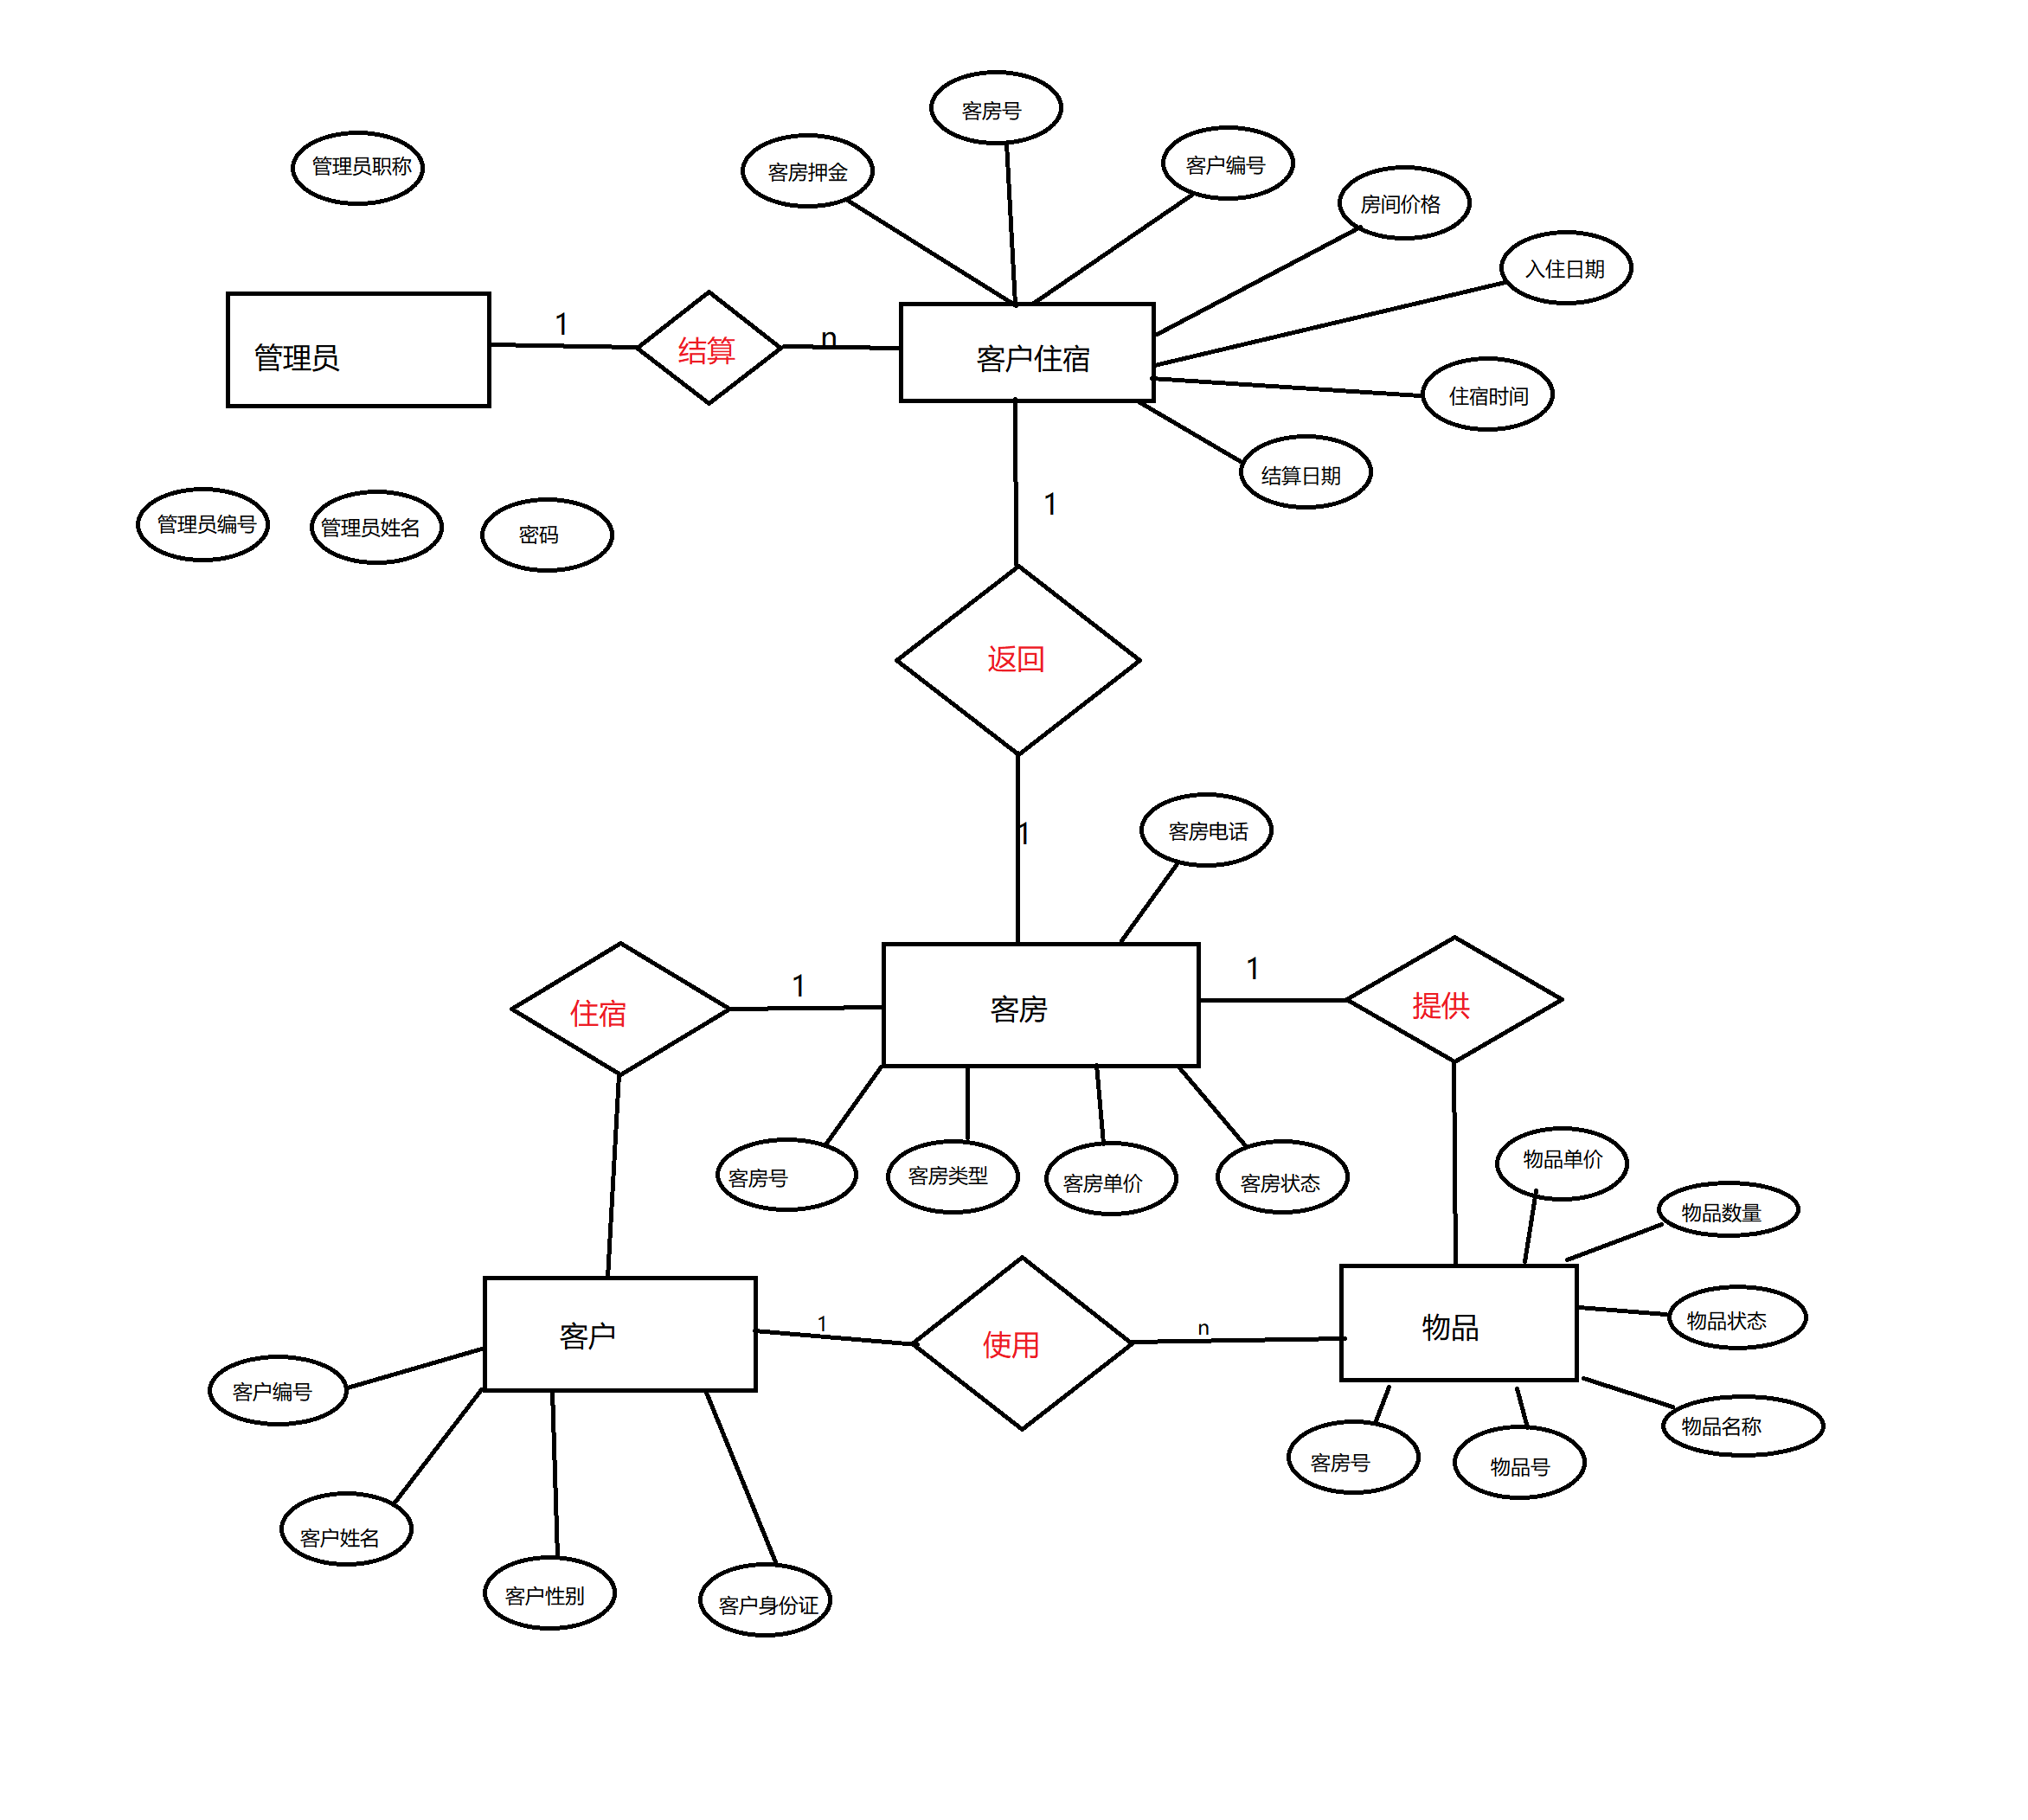 客房号
客户编号
管理员职称
客房押金
房间价格
入住日期
1
结算
n
管理员
客户住宿
住宿时间
结算日期
1
管理员编号
管理员姓名
密码
返回
1
客房电话
1
1
住宿
客房
提供
客房号
客房类型
客房单价
客房状态
物品单价
物品数量
物品状态
客户
1
使用
n
物品
客户编号
物品名称
客房号
物品号
客户姓名
客户性别
客户身份证